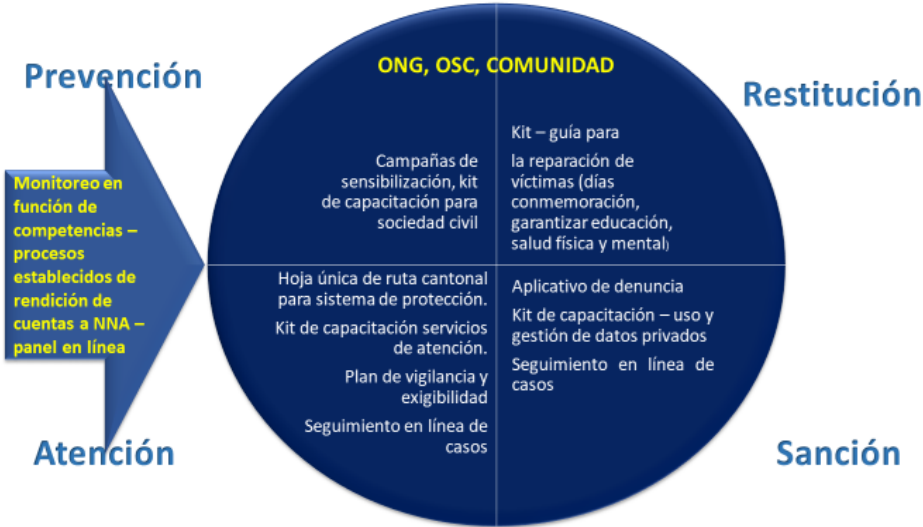 Prevención
ONG, OSC, COMUNIDAD
Restitución
Campañas de
sensibilización, kit
de capacitación para
sociedad civil
Kit – guía para
la reparación de
víctimas (días
conmemoración,
garantizar educación,
salud física y mental)
Monitoreo en
función de
competencias –
procesos
establecidos de
rendición de
cuentas a NNA –
panel en línea
Hoja única de ruta cantonal
para sistema de protección.
Kit de capacitación servicios
de atención.
Plan de vigilancia y
exigibilidad
Seguimiento en línea de
casos
Aplicativo de denuncia
Kit de capacitación – uso y
gestión de datos privados
Seguimiento en línea de
casos
Atención
Sanción